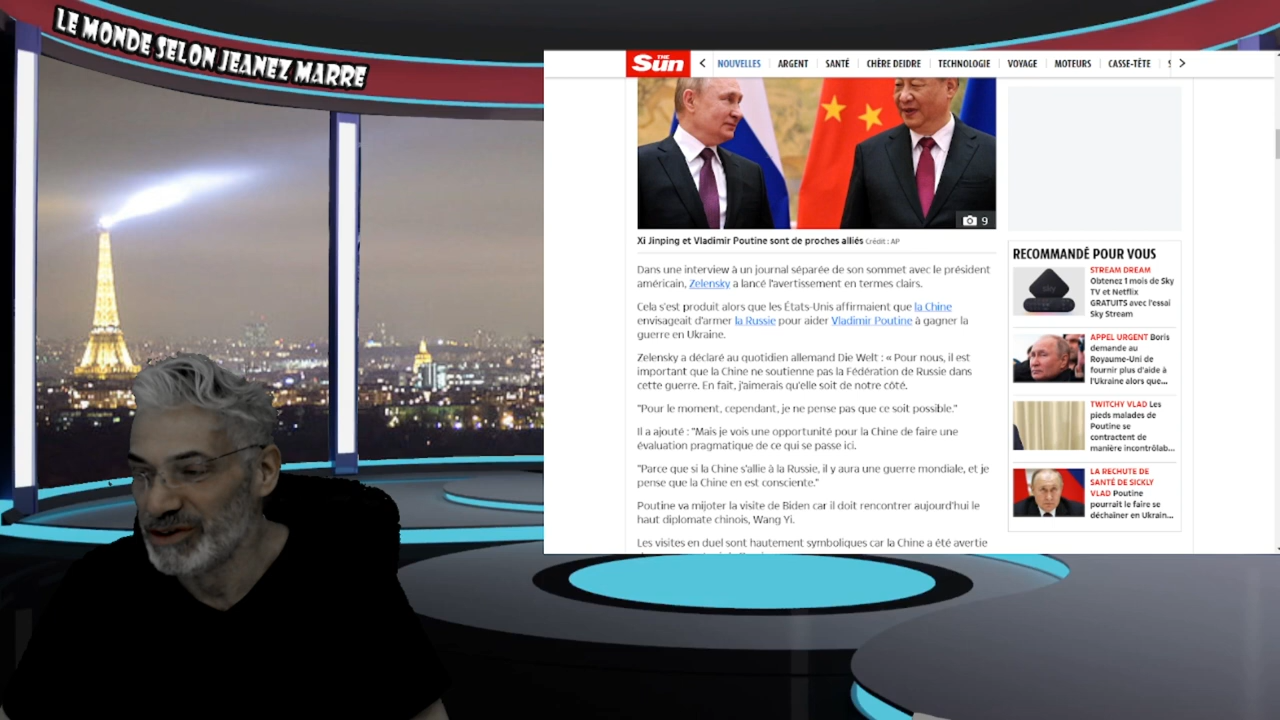 LE MONDE SELON JEANEZ MARRE
THE
Sun
NOUVELLES
ARGENT
SANTÉ
CHÈRE DEIDRE
TECHNOLOGIE
VOYAGE
MOTEURS
CASSE-TÊTE
9
Xi Jinping et Vladimir Poutine sont de proches alliés Crédit : AP
Dans une interview à un journal séparée de son sommet avec le président
américain, Zelensky a lancé l'avertissement en termes clairs.
Cela s'est produit alors que les États-Unis affirmaient que la Chine
envisageait d'armer la Russie pour aider Vladimir Poutine à gagner la
guerre en Ukraine.
Zelensky a déclaré au quotidien allemand Die Welt : « Pour nous, il est
important que la Chine ne soutienne pas la Fédération de Russie dans
cette guerre. En fait, j'aimerais qu'elle soit de notre côté.
"Pour le moment, cependant, je ne pense pas que ce soit possible."
Il a ajouté : "Mais je vois une opportunité pour la Chine de faire une
évaluation pragmatique de ce qui se passe ici.
"Parce que si la Chine s'allie à la Russie, il y aura une guerre mondiale, et je
pense que la Chine en est consciente."
Poutine va mijoter la visite de Biden car il doit rencontrer aujourd'hui le
haut diplomate chinois, Wang Yi.
Les visites en duel sont hautement symboliques car la Chine a été avertie
RECOMMANDÉ POUR VOUS
sky
STREAM DREAM
Obtenez 1 mois de Sky
TV et Netflix
GRATUITS avec l'essai
Sky Stream
APPEL URGENT Boris
demande au
Royaume-Uni de
fournir plus d'aide à
l'Ukraine alors que...
TWITCHY VLAD Les
pieds malades de
Poutine se
contractent de
manière incontrôlab...
LA RECHUTE DE
SANTÉ DE SICKLY
VLAD Poutine
pourrait le faire se
déchaîner en Ukrain...